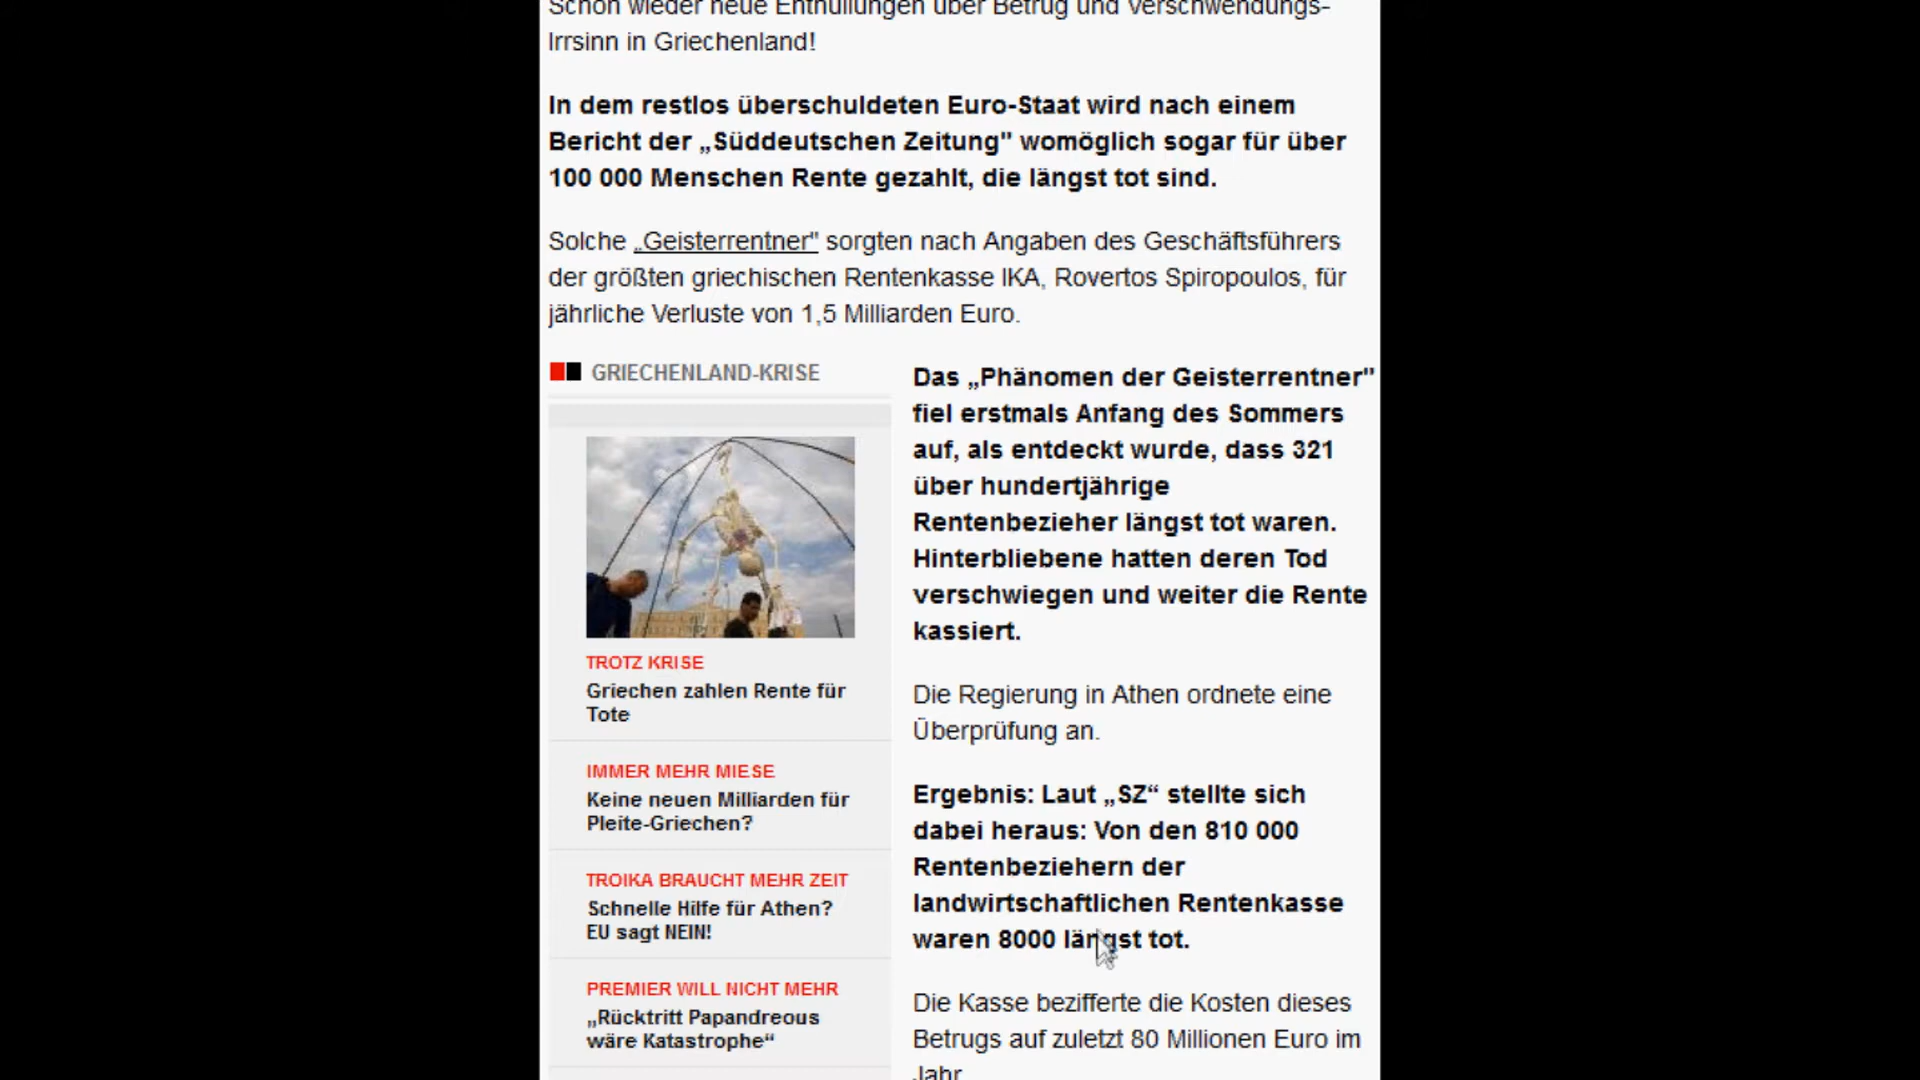 Schon wieder neue Enthüllungen über Betrug und Verschwendungs-
Irrsinn in Griechenland!
In dem restlos überschuldeten Euro-Staat wird nach einem
Bericht der „Süddeutschen Zeitung" womöglich sogar für über
100 000 Menschen Rente gezahlt, die längst tot sind.
Solche „Geisterrentner" sorgten nach Angaben des Geschäftsführers
der größten griechischen Rentenkasse IKA, Rovertos Spiropoulos, für
jährliche Verluste von 1,5 Milliarden Euro.
GRIECHENLAND-KRISE
TROTZ KRISE
Griechen zahlen Rente für
Tote
IMMER MEHR MIESE
Keine neuen Milliarden für
Pleite-Griechen?
TROIKA BRAUCHT MEHR ZEIT
Schnelle Hilfe für Athen?
EU sagt NEIN!
PREMIER WILL NICHT MEHR
„Rücktritt Papandreous
wäre Katastrophe“
Das „Phänomen der Geisterrentner"
fiel erstmals Anfang des Sommers
auf, als entdeckt wurde, dass 321
über hundertjährige
Rentenbezieher längst tot waren.
Hinterbliebene hatten deren Tod
verschwiegen und weiter die Rente
kassiert.
Die Regierung in Athen ordnete eine
Überprüfung an.
Ergebnis: Laut „SZ“ stellte sich
dabei heraus: Von den 810 000
Rentenbeziehern der
landwirtschaftlichen Rentenkasse
waren 8000 längst tot.
Die Kasse bezifferte die Kosten dieses
Betrugs auf zuletzt 80 Millionen Euro im
Jahr